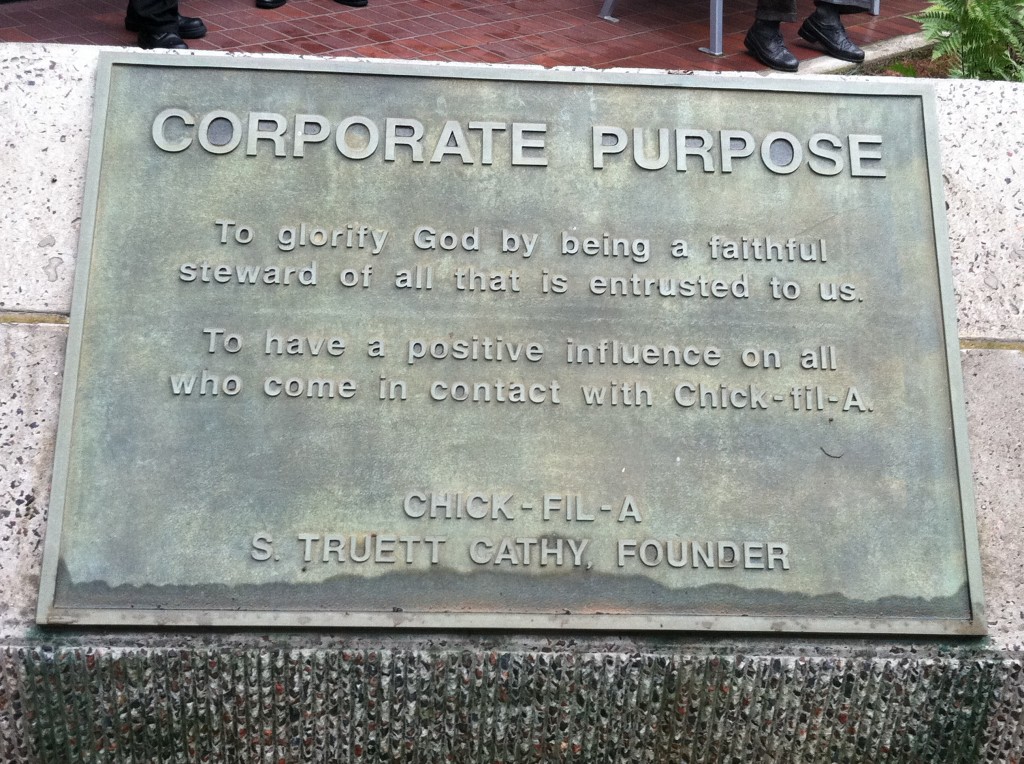 CORPORATE PURPOSE
To glorify God by being a faithful
steward of all that is entrusted to us.
To have a positive influence on all
who come in contact with Chick-fil-A.
CHICK-FIL-A
S. TRUETT CATHY, FOUNDER